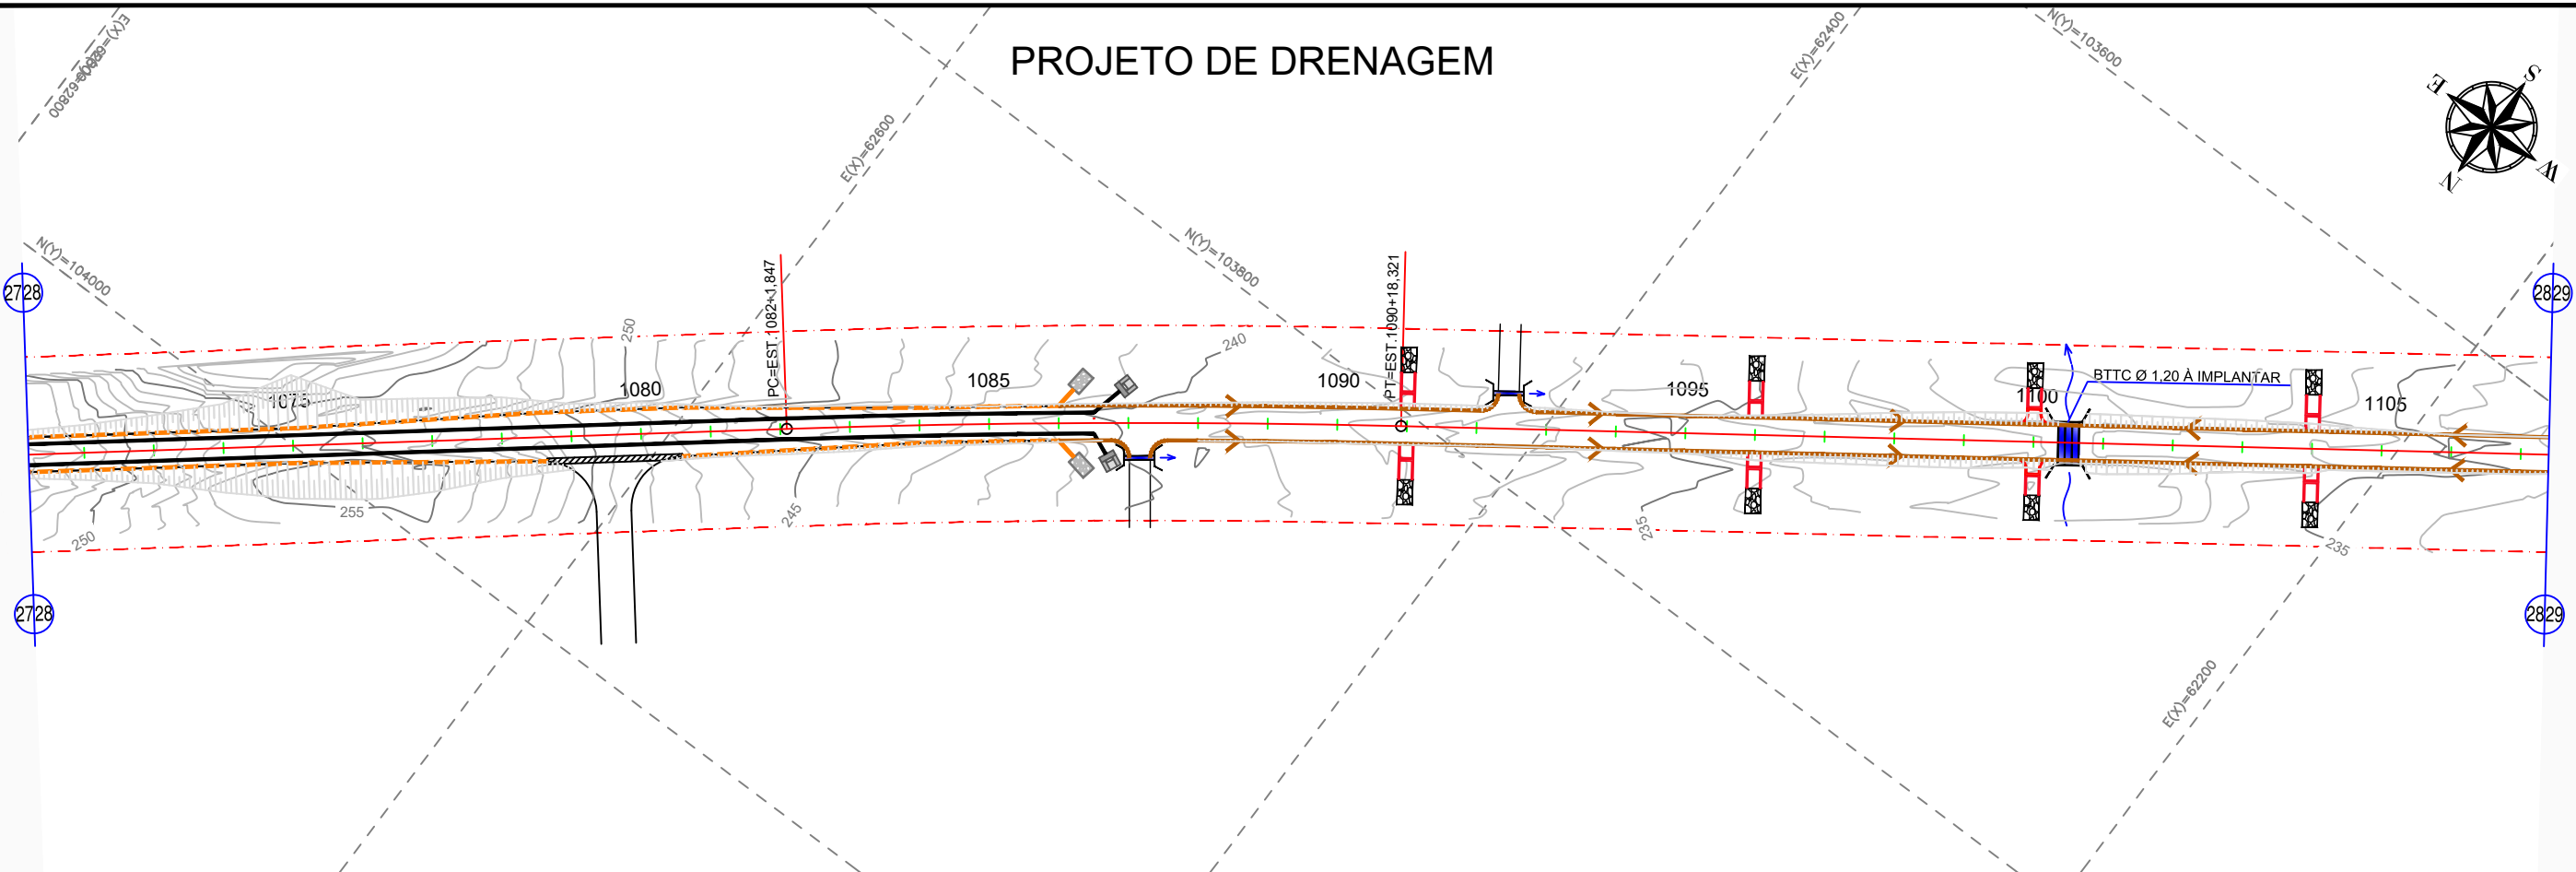 PROJETO DE DRENAGEM
E(X)=62800
N(Y)=104000
E(X)=62600
N(Y)=103800
E(X)=62400
N(Y)=103600
E(X)=62200
S
E
W
N
2728
2829
PC=EST.1082+1,847
PT=EST.1090+18,321
250
240
1075
1080
1085
1090
1095
1100
1105
BTTC Ø 1,20 À IMPLANTAR
255
250
245
235
235
2728
2829